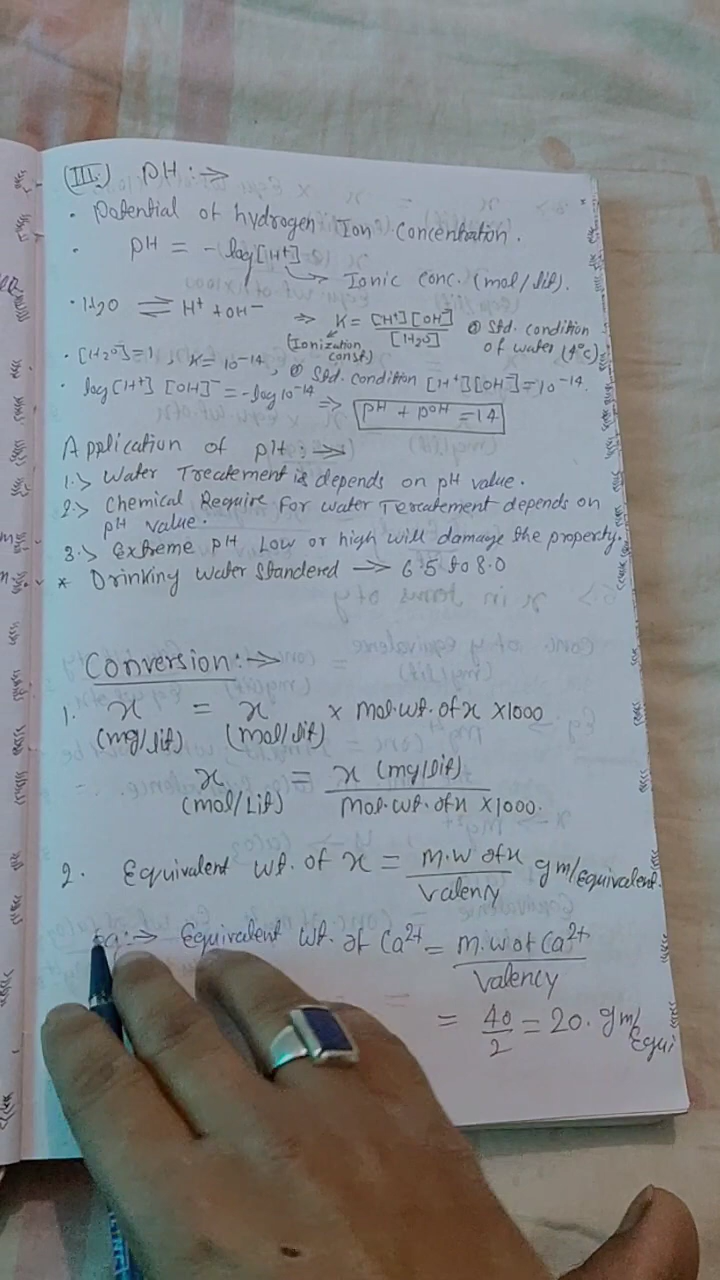 (III.) pH :→
• Potential of hydrogen Ion Concentration.
• pH = - log[H+] → Ionic conc. (mol/lit).
• H2O ⇌ H+ + OH- ⇒ K = [H+][OH-] / [H2O] @ Std. condition of water (4°c)
(Ionization const)
• [H2O]=1, K= 10-14, @ Std. condition [H+][OH-]=10-14.
• log[H+] [OH]- = -log 10-14 ⇒ pH + pOH = 14
Application of pH :→
1.> Water Treatement is depends on pH value.
2.> Chemical Require For water Tereatement depends on
pH value.
3.> Extreme pH Low or high will damage the property.
* Drinking Water Standered → 6.5 to 8.0
Conversion :→
1. x (mg/lit) = x (mol/lit) × mol.wt. of x ×1000
x (mol/Lit) = x (mg/lit) / mol.wt. of x ×1000.
2. Equivalent wt. of x = m.w of x / Valeny gm/equivalent.
Eg :→ Equivalent wt. of Ca2+ = m.w of Ca2+ / Valency
= 40/2 = 20. gm/Equi